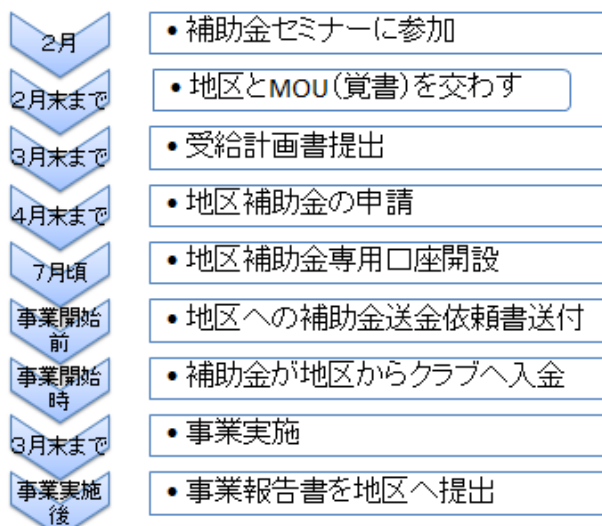 2月
• 補助金セミナーに参加
2月末まで
• 地区とMOU(覚書)を交わす
3月末まで
• 受給計画書提出
4月末まで
• 地区補助金の申請
7月頃
• 地区補助金専用口座開設
事業開始
前
• 地区への補助金送金依頼書送付
事業開始
時
• 補助金が地区からクラブへ入金
3月末まで
• 事業実施
事業実施
後
• 事業報告書を地区へ提出